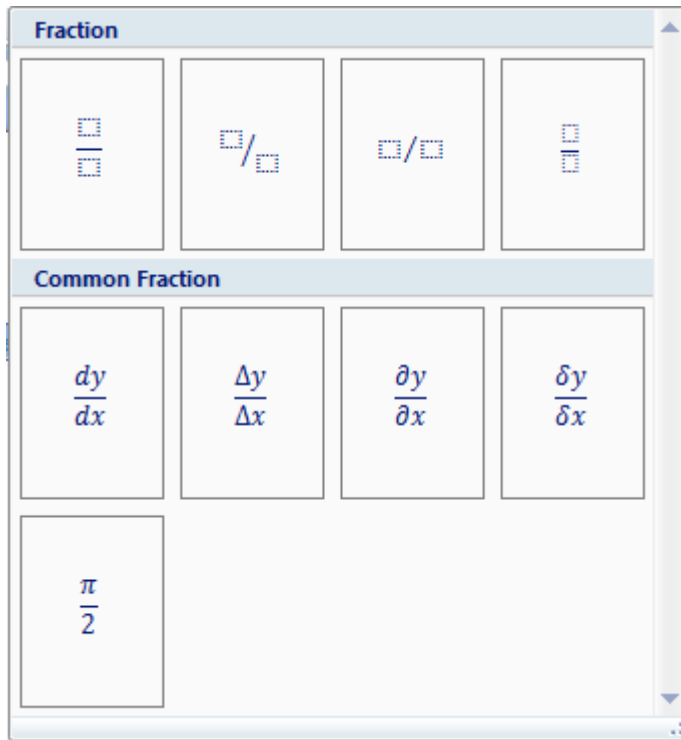 Fraction
□/□ □/□ □/□ □/□
Common Fraction
dy/dx Δy/Δx ∂y/∂x δy/δx
π/2